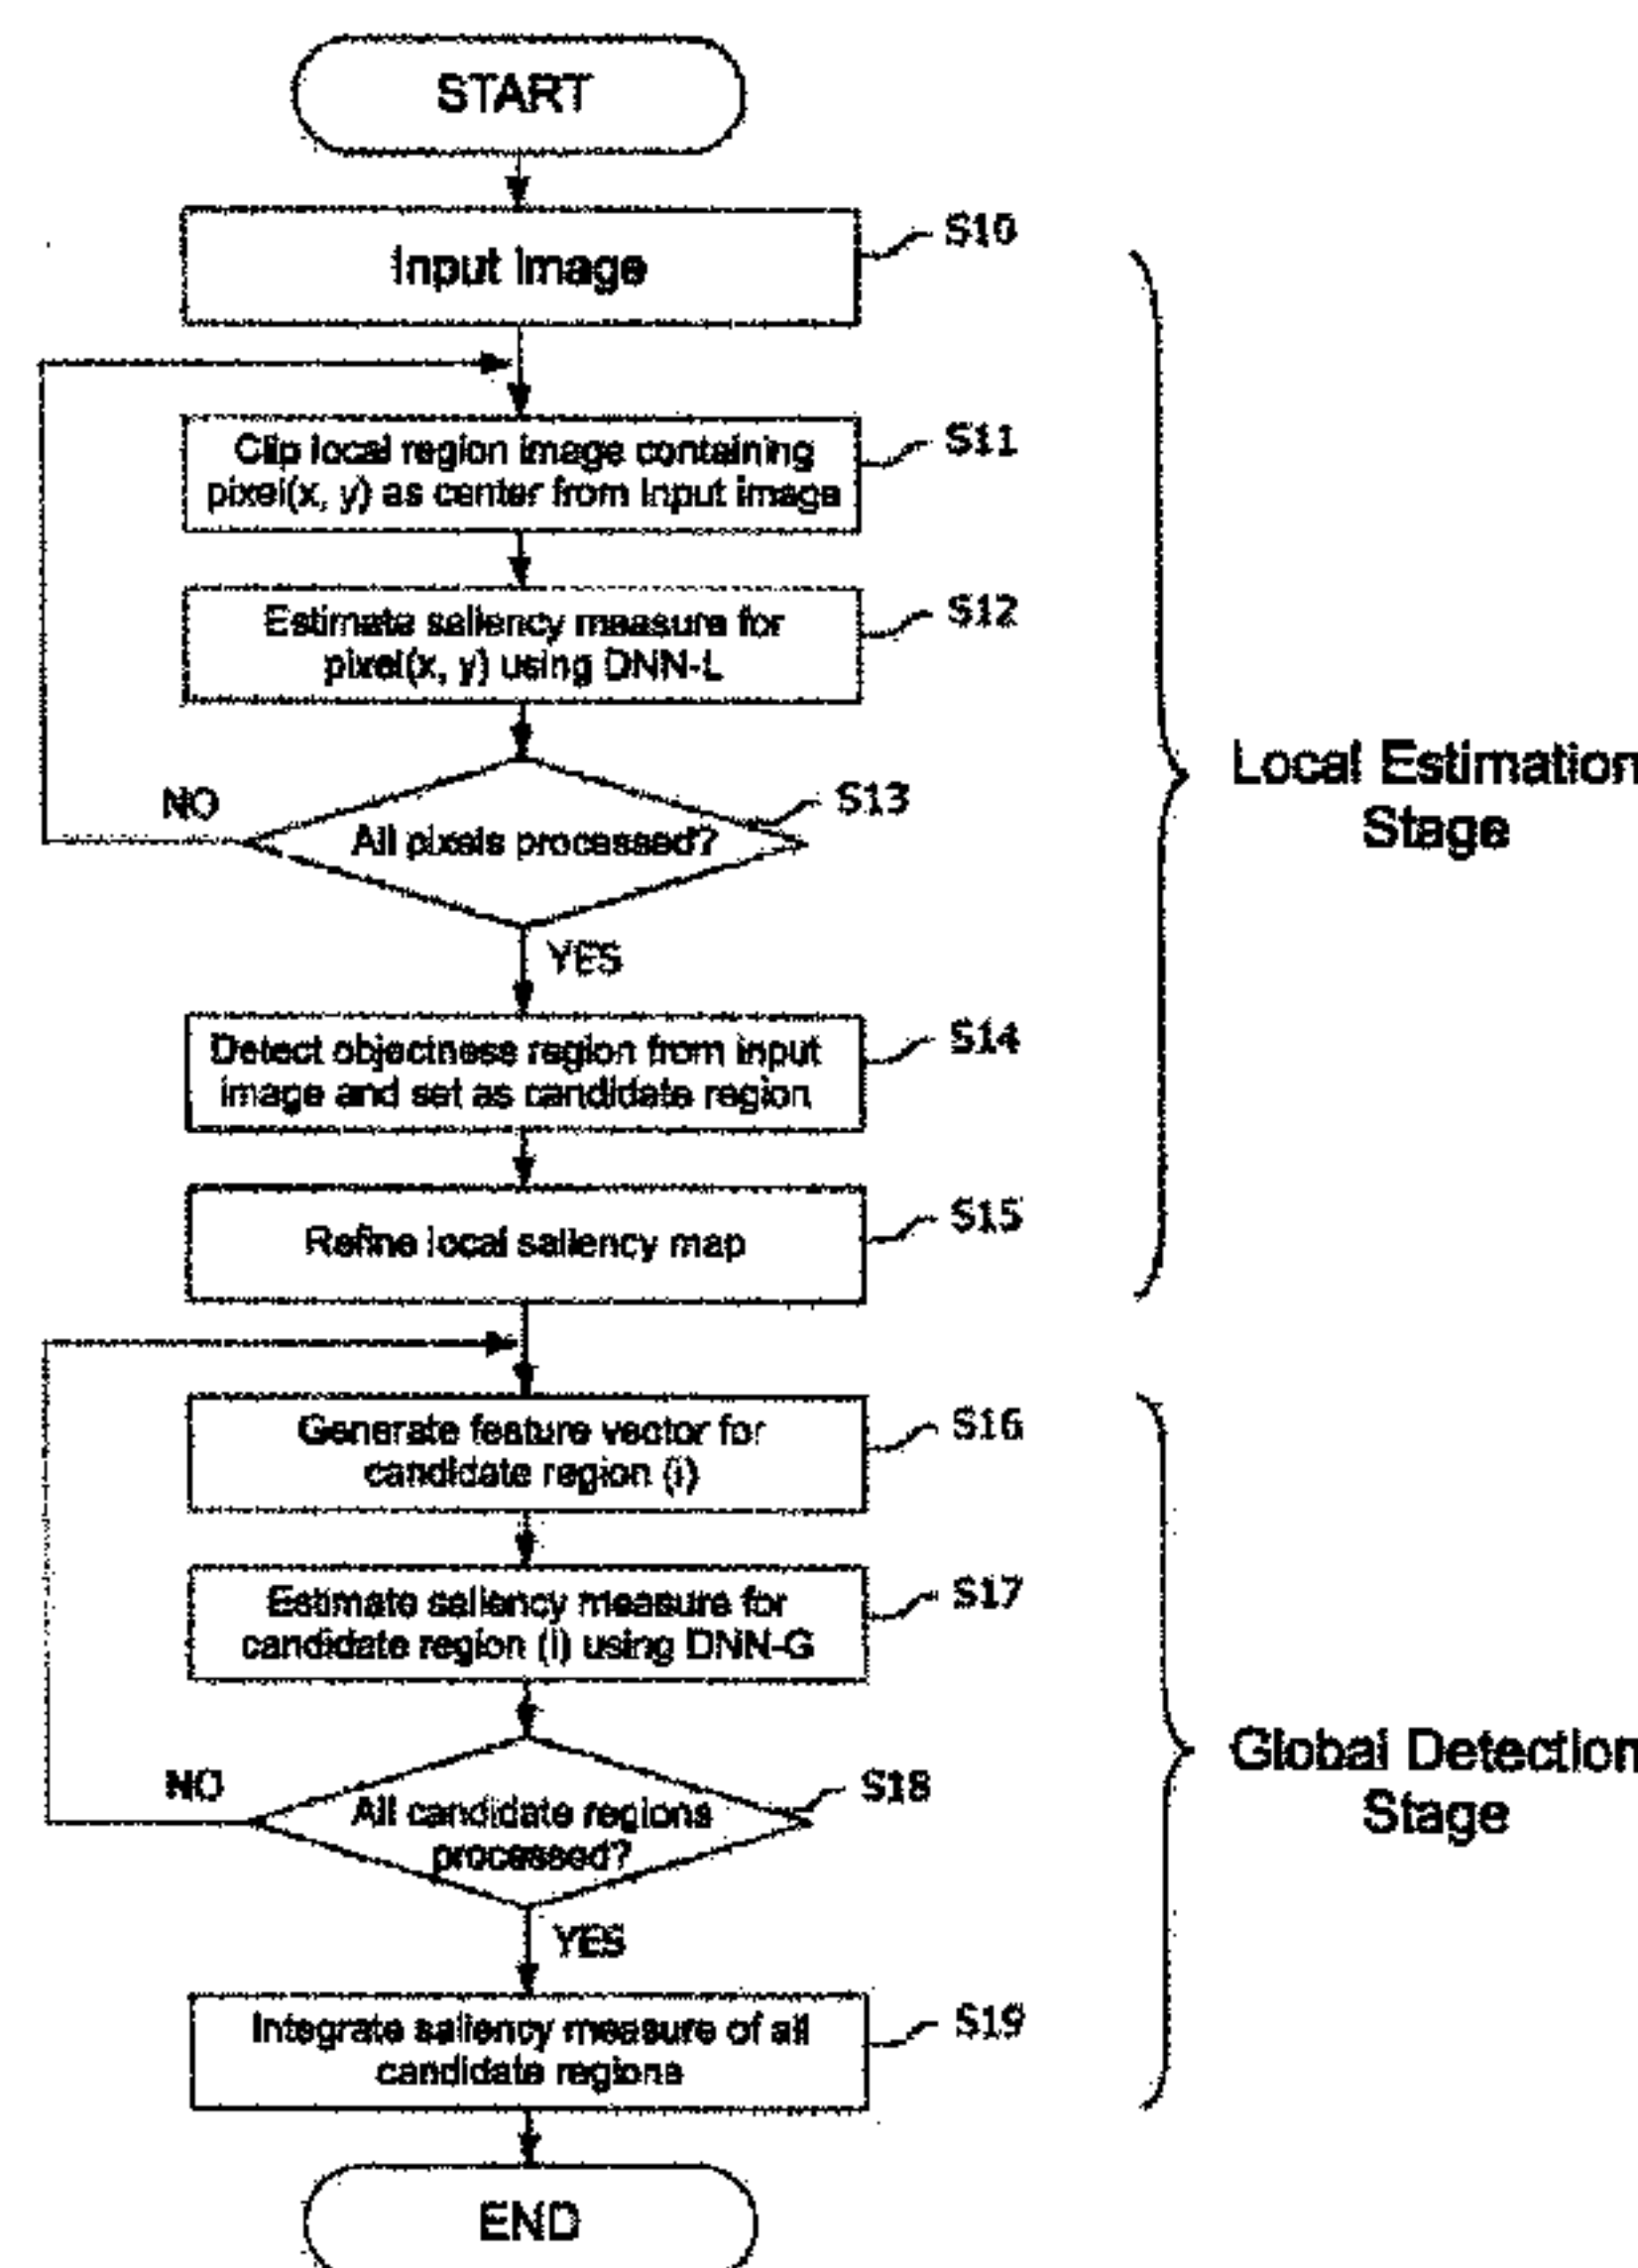 START
Input Image
S10
Clip local region image containing
pixel(x, y) as center from Input image
S11
Estimate saliency measure for
pixel(x, y) using DNN-L
S12
All pixels processed?
S13
NO
YES
Local Estimation
Stage
Detect objectness region from input
image and set as candidate region
S14
Refine local saliency map
S15
Generate feature vector for
candidate region (i)
S16
Estimate saliency measure for
candidate region (i) using DNN-G
S17
All candidate regions
processed?
S18
NO
YES
Global Detection
Stage
Integrate saliency measure of all
candidate regions
S19
END